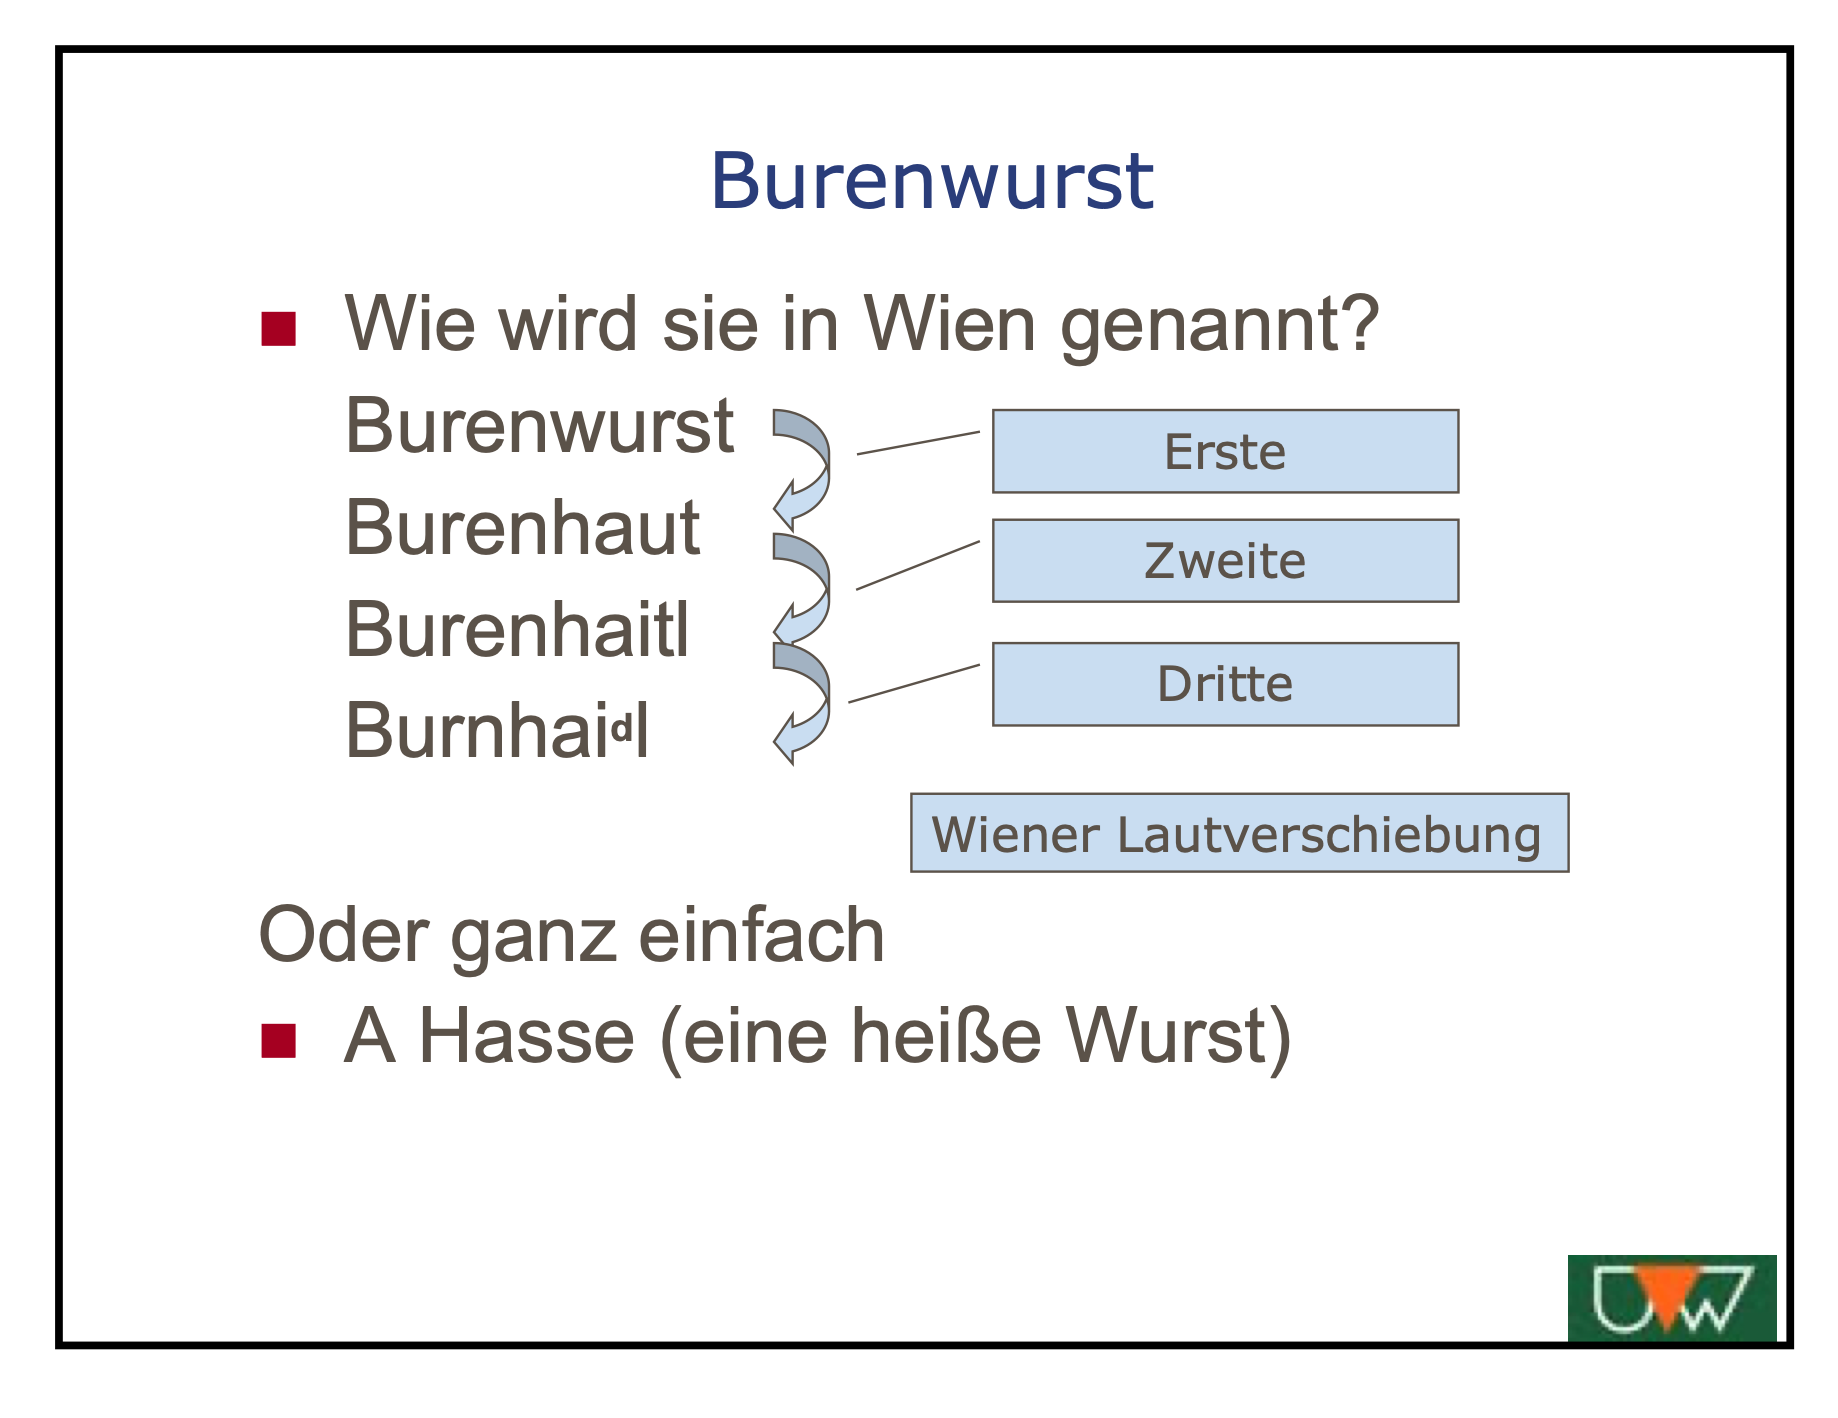 Burenwurst
Wie wird sie in Wien genannt?
Burenwurst
Burenhaut
Burenhaitl
Burnhaidl
Erste
Zweite
Dritte
Wiener Lautverschiebung
Oder ganz einfach
A Hasse (eine heiße Wurst)